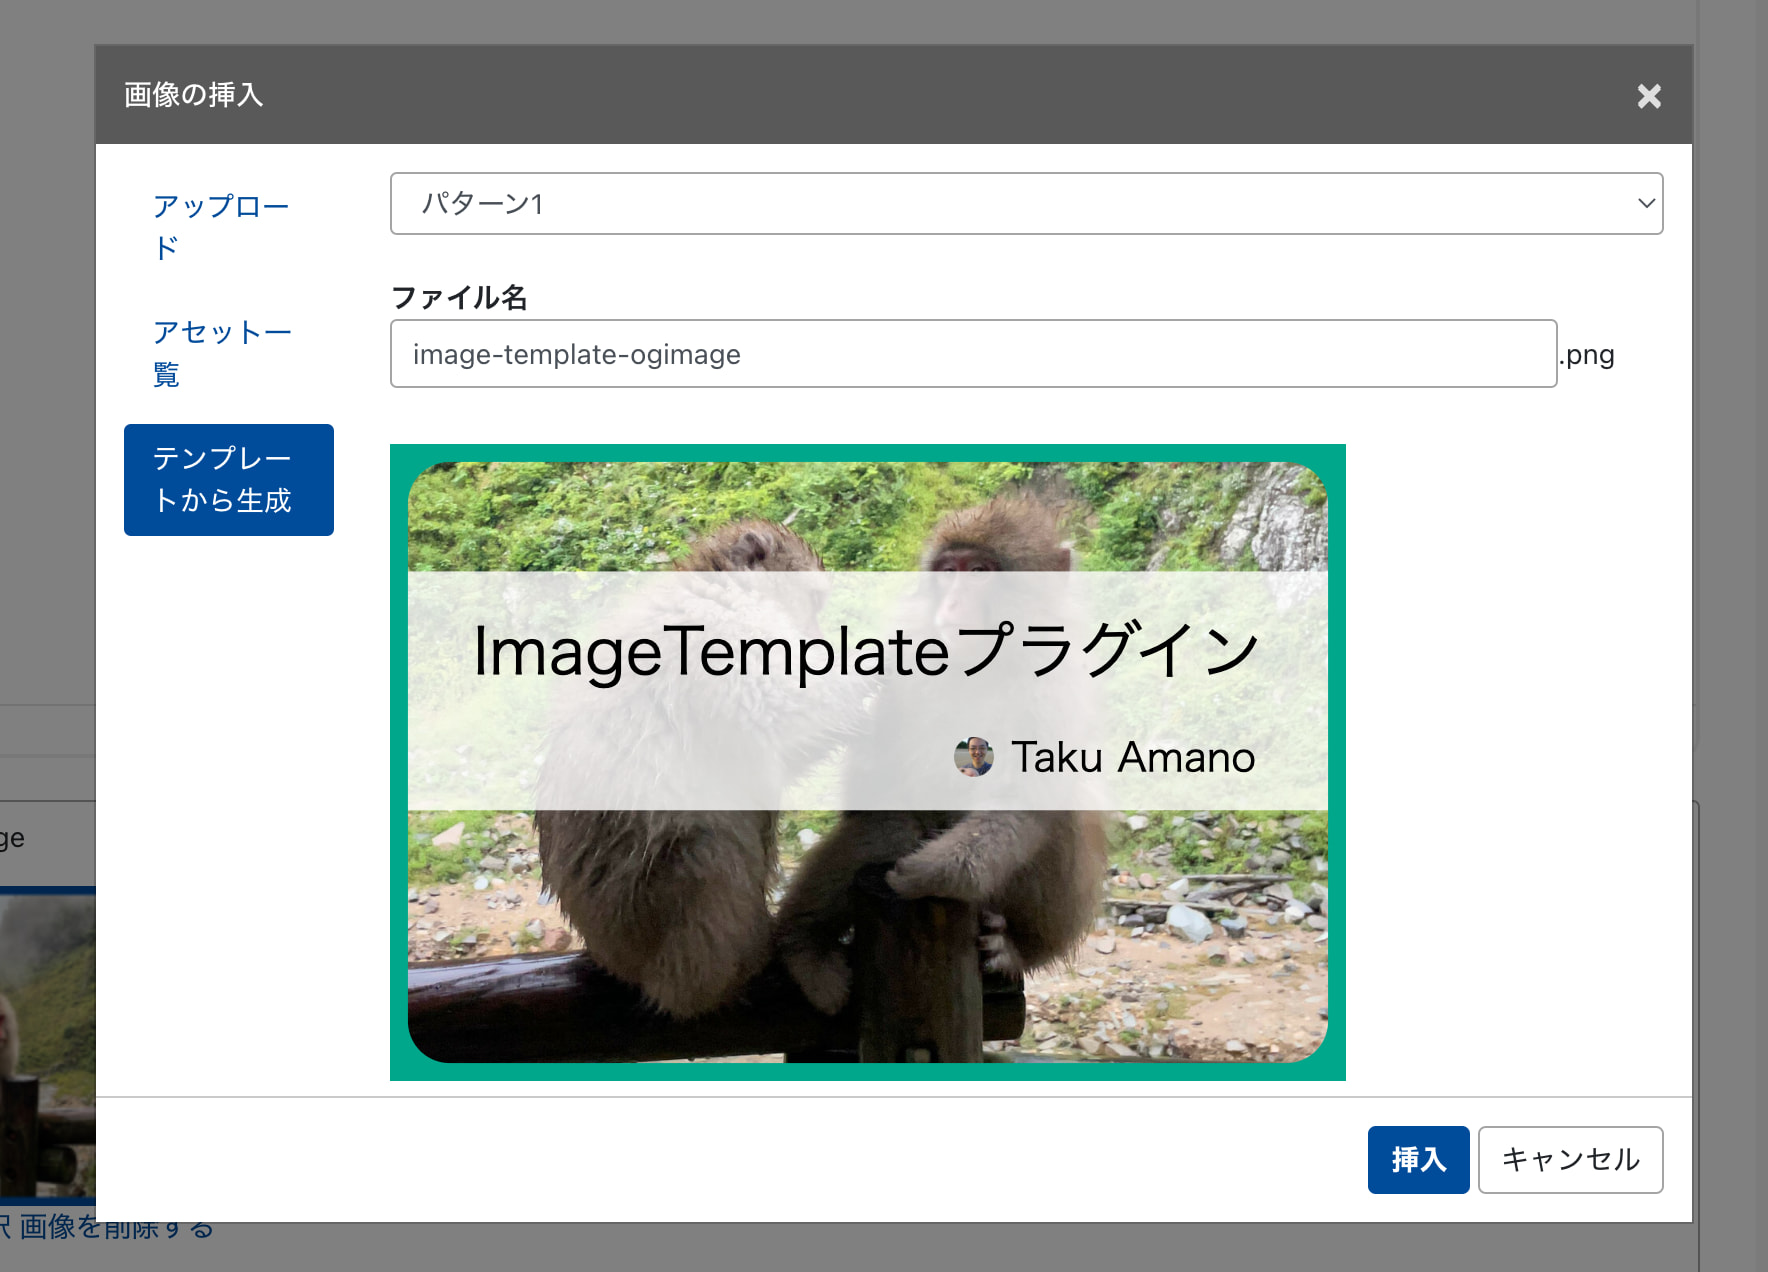 画像の挿入
アップロー
ド
アセット一
覧
テンプレー
トから生成
パターン1
ファイル名
image-template-ogimage
.png
ImageTemplateプラグイン
Taku Amano
挿入
キャンセル
ge
択 画像を削除する